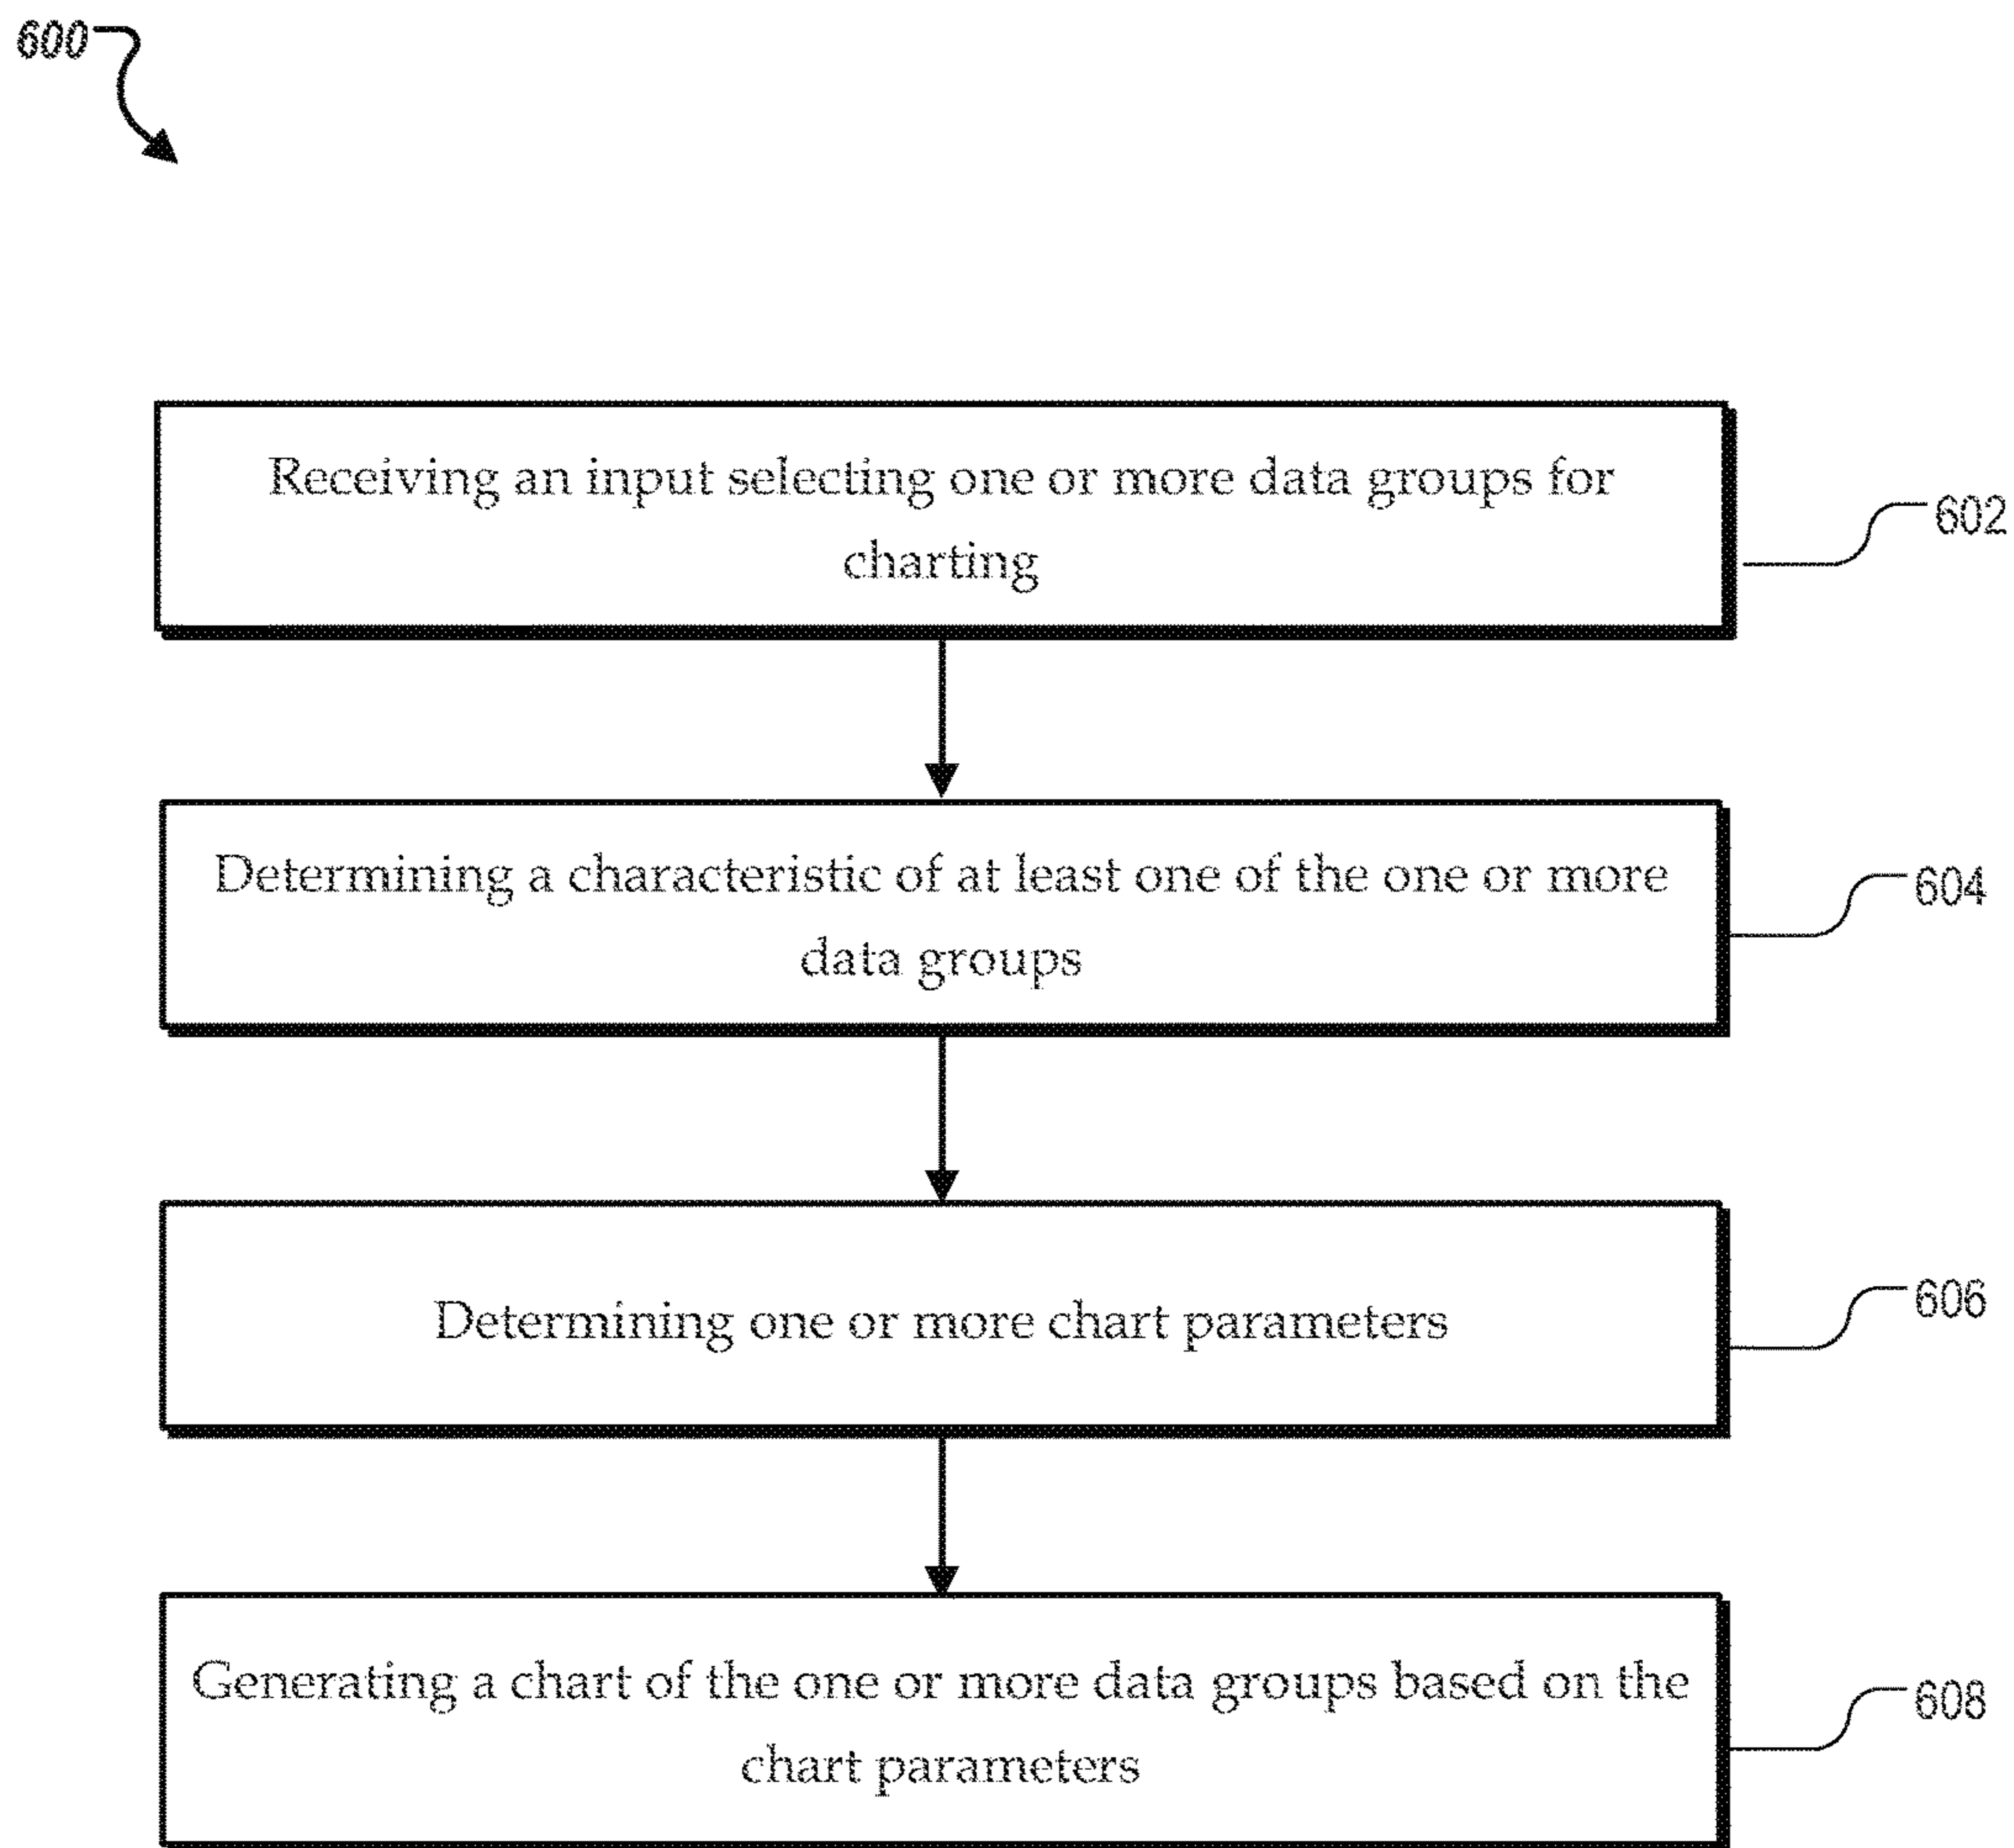 600
Receiving an input selecting one or more data groups for
charting
602
Determining a characteristic of at least one of the one or more
data groups
604
Determining one or more chart parameters
606
Generating a chart of the one or more data groups based on the
chart parameters
608